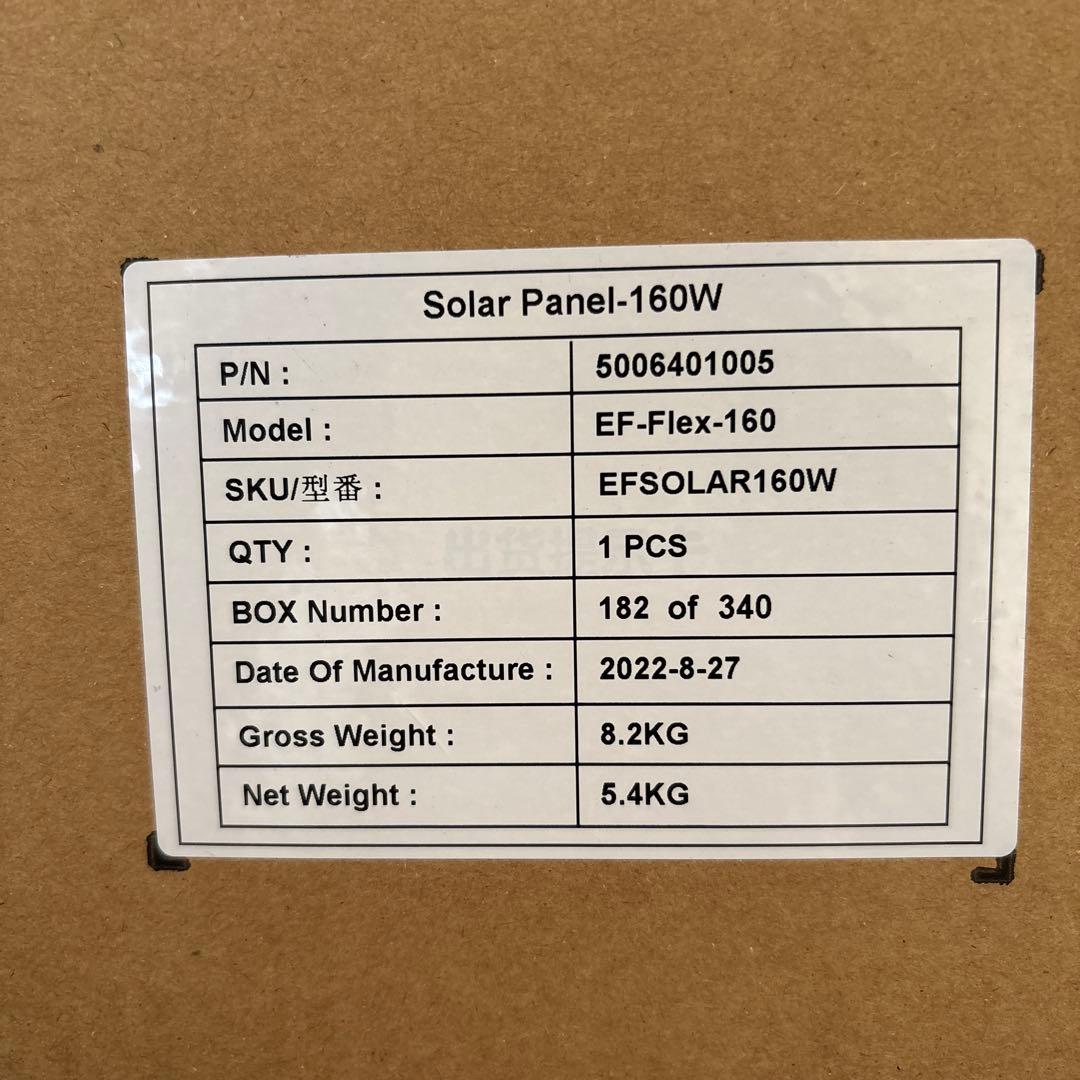 Solar Panel-160W
P/N : 5006401005
Model : EF-Flex-160
SKU/型番 : EFSOLAR160W
QTY : 1 PCS
BOX Number : 182 of 340
Date Of Manufacture : 2022-8-27
Gross Weight : 8.2KG
Net Weight : 5.4KG